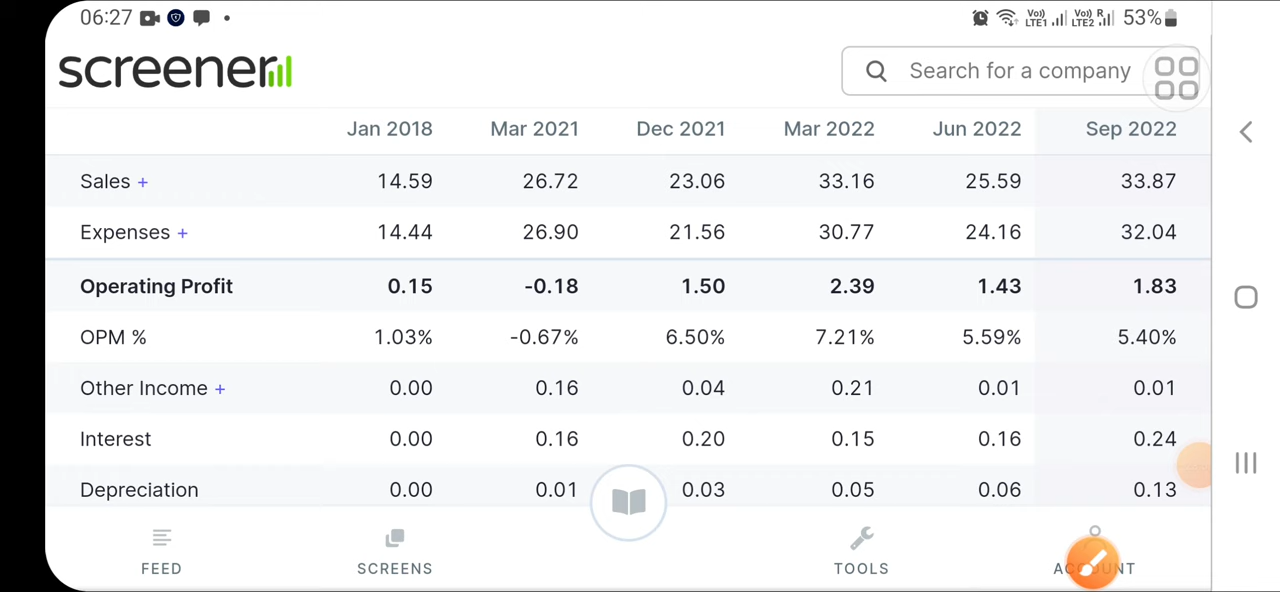 06:27 Vo)) LTE1 Vo)) R LTE2 53%
screener Search for a company
Jan 2018 Mar 2021 Dec 2021 Mar 2022 Jun 2022 Sep 2022
Sales + 14.59 26.72 23.06 33.16 25.59 33.87
Expenses + 14.44 26.90 21.56 30.77 24.16 32.04
Operating Profit 0.15 -0.18 1.50 2.39 1.43 1.83
OPM % 1.03% -0.67% 6.50% 7.21% 5.59% 5.40%
Other Income + 0.00 0.16 0.04 0.21 0.01 0.01
Interest 0.00 0.16 0.20 0.15 0.16 0.24
Depreciation 0.00 0.01 0.03 0.05 0.06 0.13
FEED SCREENS TOOLS ACCOUNT